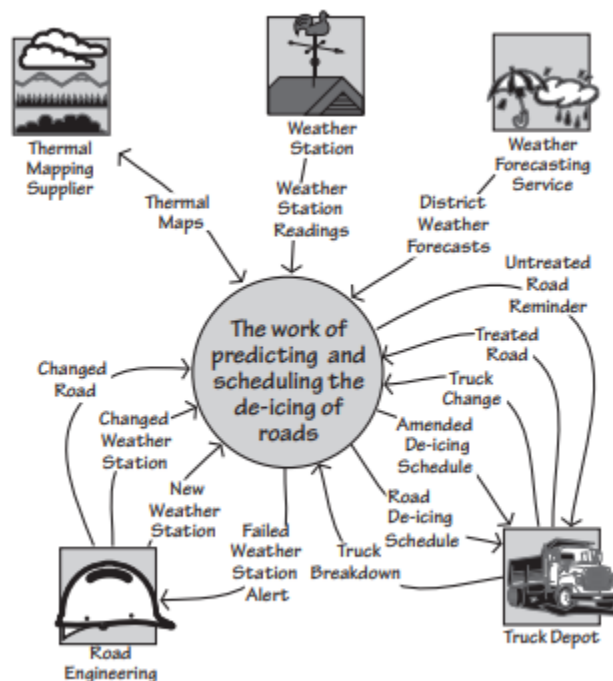 Thermal
Mapping
Supplier
Weather
Station
Weather
Forecasting
Service
Thermal
Maps
Weather
Station
Readings
District
Weather
Forecasts
Untreated
Road
Reminder
The work of
predicting and
scheduling the
de-icing of
roads
Treated
Road
Truck
Change
Changed
Road
Changed
Weather
Station
New
Weather
Station
Failed
Weather
Station
Alert
Truck
Breakdown
Road
De-icing
Schedule
Amended
De-icing
Schedule
Road
Engineering
Truck Depot